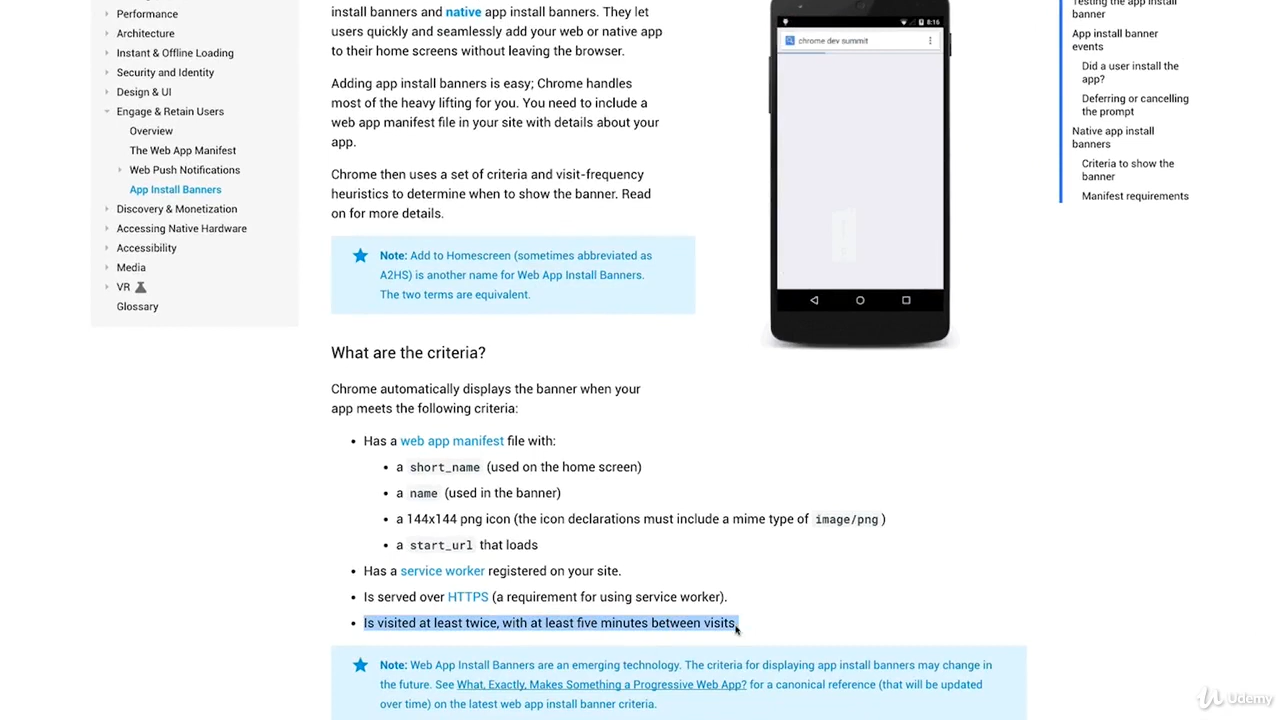 Performance
Architecture
Instant & Offline Loading
Security and Identity
Design & UI
Engage & Retain Users
Overview
The Web App Manifest
Web Push Notifications
App Install Banners
Discovery & Monetization
Accessing Native Hardware
Accessibility
Media
VR
Glossary
install banners and native app install banners. They let
users quickly and seamlessly add your web or native app
to their home screens without leaving the browser.
Adding app install banners is easy; Chrome handles
most of the heavy lifting for you. You need to include a
web app manifest file in your site with details about your
app.
Chrome then uses a set of criteria and visit-frequency
heuristics to determine when to show the banner. Read
on for more details.
Note: Add to Homescreen (sometimes abbreviated as
A2HS) is another name for Web App Install Banners.
The two terms are equivalent.
8:16
chrome dev summit
What are the criteria?
Chrome automatically displays the banner when your
app meets the following criteria:
• Has a web app manifest file with:
• a short_name (used on the home screen)
• a name (used in the banner)
• a 144x144 png icon (the icon declarations must include a mime type of image/png)
• a start_url that loads
• Has a service worker registered on your site.
• Is served over HTTPS (a requirement for using service worker).
• Is visited at least twice, with at least five minutes between visits.
Note: Web App Install Banners are an emerging technology. The criteria for displaying app install banners may change in
the future. See What, Exactly, Makes Something a Progressive Web App? for a canonical reference (that will be updated
over time) on the latest web app install banner criteria.
Testing the app install
banner
App install banner
events
Did a user install the
app?
Deferring or cancelling
the prompt
Native app install
banners
Criteria to show the
banner
Manifest requirements
Udemy